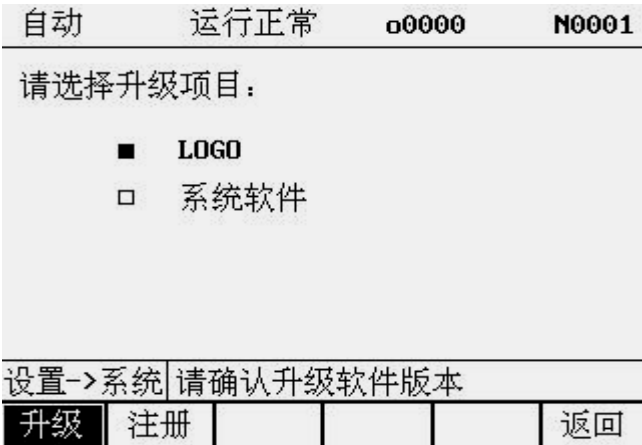 自动 运行正常 o0000 N0001
请选择升级项目：
■ LOGO
□ 系统软件
设置->系统 请确认升级软件版本
升级 注册 返回